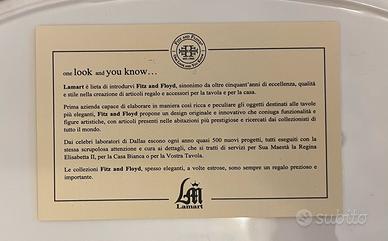 FITZ AND FLOYD
one look and you know...
Lamart è lieta di introdurvi Fitz and Floyd, sinonimo da oltre cinquant'anni di eccellenza, qualità
e stile nella creazione di articoli regalo e accessori per la tavola e per la casa.
Prima azienda capace di elaborare in maniera così ricca e peculiare gli oggetti destinati alle tavole
più eleganti, Fitz and Floyd propone un design originale e innovativo che coniuga funzionalità e
figure artistiche, con articoli presenti nelle abitazioni più prestigiose e ricercati dai collezionisti di
tutto il mondo.
Dai celebri laboratori di Dallas escono ogni anno quasi 500 nuovi progetti, tutti eseguiti con la
stessa scrupolosa attenzione e cura ai dettagli, che si tratti di servizi per Sua Maestà la Regina
Elisabetta II, per la Casa Bianca o per la Vostra Tavola.
Le collezioni Fitz and Floyd, spesso eleganti, a volte estrose, sono sempre un regalo prezioso e
importante.
LM
Lamart
subito